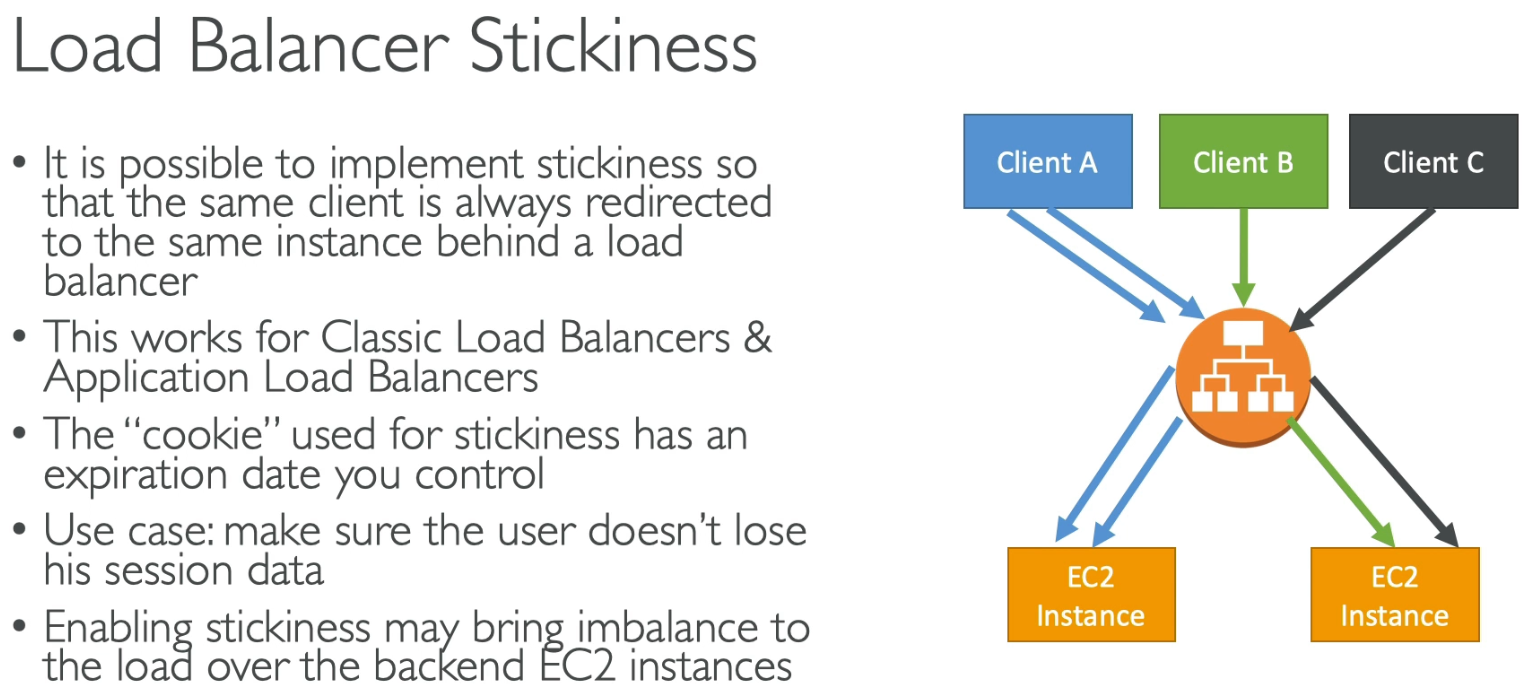 Load Balancer Stickiness
• It is possible to implement stickiness so
that the same client is always redirected
to the same instance behind a load
balancer
• This works for Classic Load Balancers &
Application Load Balancers
• The “cookie” used for stickiness has an
expiration date you control
• Use case: make sure the user doesn’t lose
his session data
• Enabling stickiness may bring imbalance to
the load over the backend EC2 instances
Client A
Client B
Client C
EC2
Instance
EC2
Instance